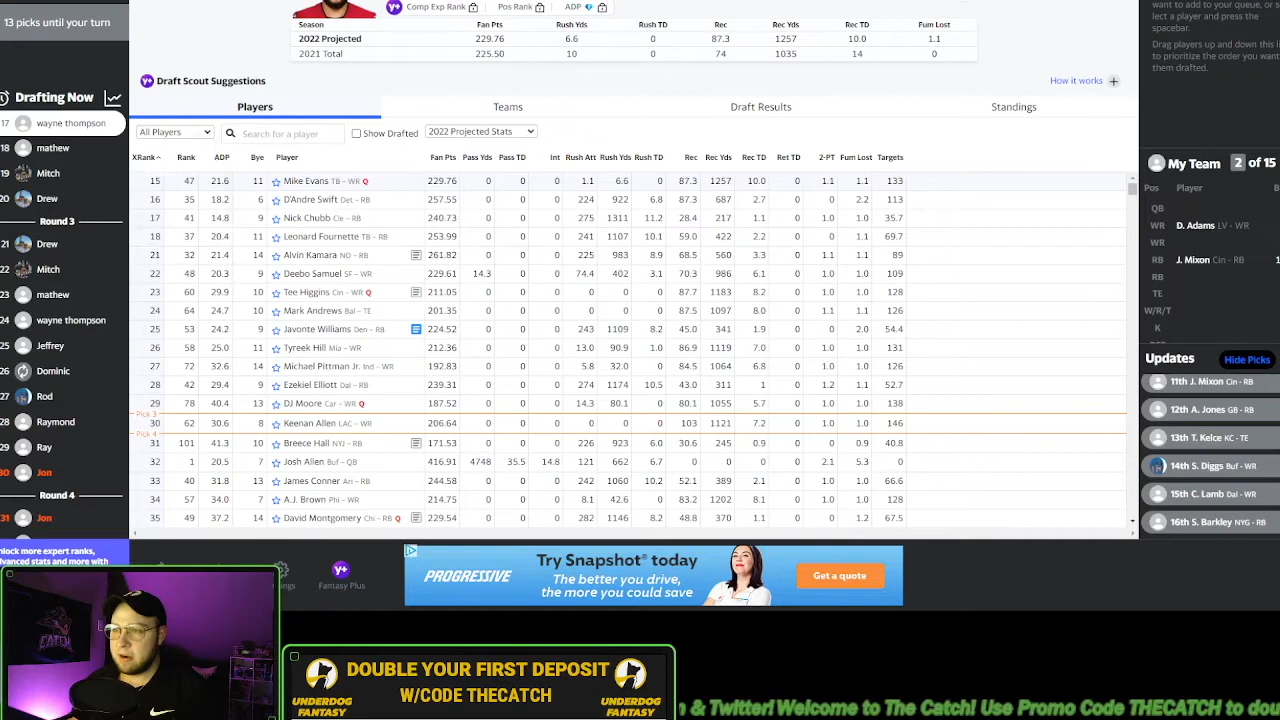 13 picks until your turn
Comp Exp Rank Pos Rank ADP
Season Fan Pts Rush Yds Rush TD Rec Rec Yds Rec TD Fum Lost
2022 Projected 229.76 6.6 0 87.3 1257 10.0 1.1
2021 Total 225.50 10 0 74 1035 14 0
Y+ Draft Scout Suggestions How it works +
Players Teams Draft Results Standings
All Players Search for a player Show Drafted 2022 Projected Stats
XRank Rank ADP Bye Player Fan Pts Pass Yds Pass TD Int Rush Att Rush Yds Rush TD Rec Rec Yds Rec TD Ret TD 2-PT Fum Lost Targets
15 47 21.6 11 Mike Evans TB - WR Q 229.76 0 0 0 1.1 6.6 0 87.3 1257 10.0 0 1.1 1.1 133
16 35 18.2 6 D'Andre Swift Det - RB 257.55 0 0 0 224 922 6.8 87.3 687 2.7 0 0 2.2 113
17 41 14.8 9 Nick Chubb Cle - RB 240.73 0 0 0 275 1311 11.2 28.4 217 1.1 0 1.0 1.0 35.7
18 37 20.4 11 Leonard Fournette TB - RB 253.99 0 0 0 241 1107 10.1 59.0 422 2.2 0 1.0 1.0 69.7
21 32 21.4 14 Alvin Kamara NO - RB 261.82 0 0 0 225 983 8.9 68.5 560 3.3 0 1.1 1.1 89
22 48 20.3 9 Deebo Samuel SF - WR 229.61 14.3 0 0 74.4 402 3.1 70.3 986 6.1 0 1.0 1.0 109
23 60 29.9 10 Tee Higgins Cin - WR Q 211.05 0 0 0 0 0 0 87.7 1183 8.2 0 1.0 1.0 128
24 64 24.7 10 Mark Andrews Bal - TE 201.35 0 0 0 0 0 0 87.5 1097 8.0 0 1.1 1.0 126
25 53 24.2 9 Javonte Williams Den - RB 224.52 0 0 0 243 1109 8.2 45.0 341 1.9 0 1.0 2.0 54.4
26 58 25.0 11 Tyreek Hill Mia - WR 212.36 0 0 0 13.0 90.9 1.0 86.9 1119 7.0 0 1.0 1.0 131
27 72 32.6 14 Michael Pittman Jr. Ind - WR 192.83 0 0 0 5.8 32.0 0 84.5 1064 6.8 0 1.0 1.0 126
28 42 29.4 9 Ezekiel Elliott Dal - RB 239.31 0 0 0 274 1174 10.5 43.0 311 1 0 1.1 1.2 52.7
29 78 40.4 13 DJ Moore Car - WR Q 187.52 0 0 0 14.3 80.1 0 80.1 1055 5.7 0 1.0 1.0 138
Pick 3
30 62 30.6 8 Keenan Allen LAC - WR 206.64 0 0 0 0 0 0 103 1121 7.2 0 1.0 1.0 146
Pick 4
31 101 41.3 10 Breece Hall NYJ - RB 171.53 0 0 0 226 923 6.0 30.6 245 0.9 0 1.0 0.9 40.8
32 1 20.5 7 Josh Allen Buf - QB 416.91 4748 35.5 14.8 121 662 6.7 0 0 0 0 2.1 5.3 0
33 40 31.8 13 James Conner Ari - RB 244.58 0 0 0 242 1060 10.2 52.1 389 2.1 0 1.0 1.0 66.6
34 57 34.0 7 A.J. Brown Phi - WR 214.75 0 0 0 8.1 42.6 0 83.2 1202 8.1 0 1.0 1.0 128
35 49 37.2 14 David Montgomery Chi - RB Q 229.54 0 0 0 282 1146 8.2 48.8 370 1.1 0 0 1.2 67.5
Drafting Now
17 wayne thompson
18 mathew
19 Mitch
20 Drew
Round 3
21 Drew
22 Mitch
23 mathew
24 wayne thompson
25 Jeffrey
26 Dominic
27 Rod
28 Raymond
29 Ray
30 Jon
Round 4
31 Jon
nlock more expert ranks,
dvanced stats and more with
ings
Y+
Fantasy Plus
want to add to your queue, or se
lect a player and press the
spacebar.
Drag players up and down this li
to prioritize the order you want
them drafted.
My Team 2 of 15
Pos Player B
QB
WR D. Adams LV - WR
WR
RB J. Mixon Cin - RB 1
RB
TE
W/R/T
K
Updates Hide Picks
11th J. Mixon Cin - RB
12th A. Jones GB - RB
13th T. Kelce KC - TE
14th S. Diggs Buf - WR
15th C. Lamb Dal - WR
16th S. Barkley NYG - RB
PROGRESSIVE
Try Snapshot® today
The better you drive,
the more you could save
Get a quote
CATCH
DOUBLE YOUR FIRST DEPOSIT
W/CODE THECATCH
UNDERDOG
FANTASY
UNDERDOG
FANTASY
n & Twitter! Welcome to The Catch! Use Promo Code THECATCH to dou